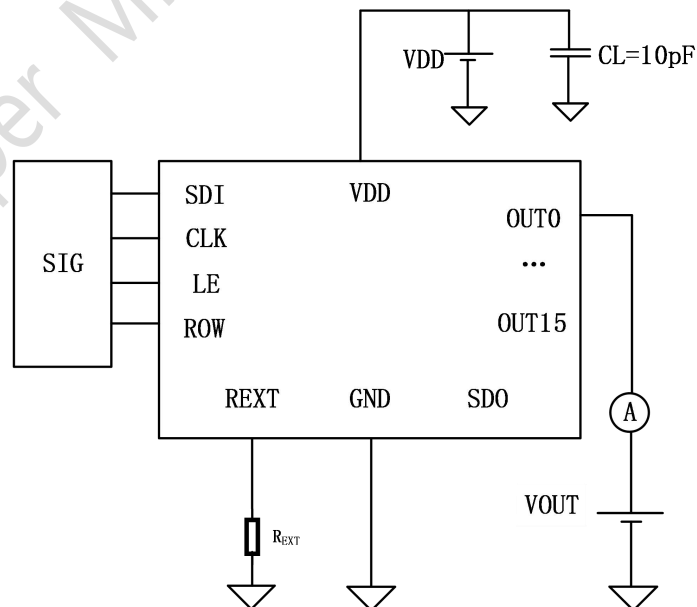 VDD
CL=10pF
SIG
SDI
CLK
LE
ROW
VDD
OUT0
...
OUT15
REXT
GND
SDO
A
VOUT
REXT